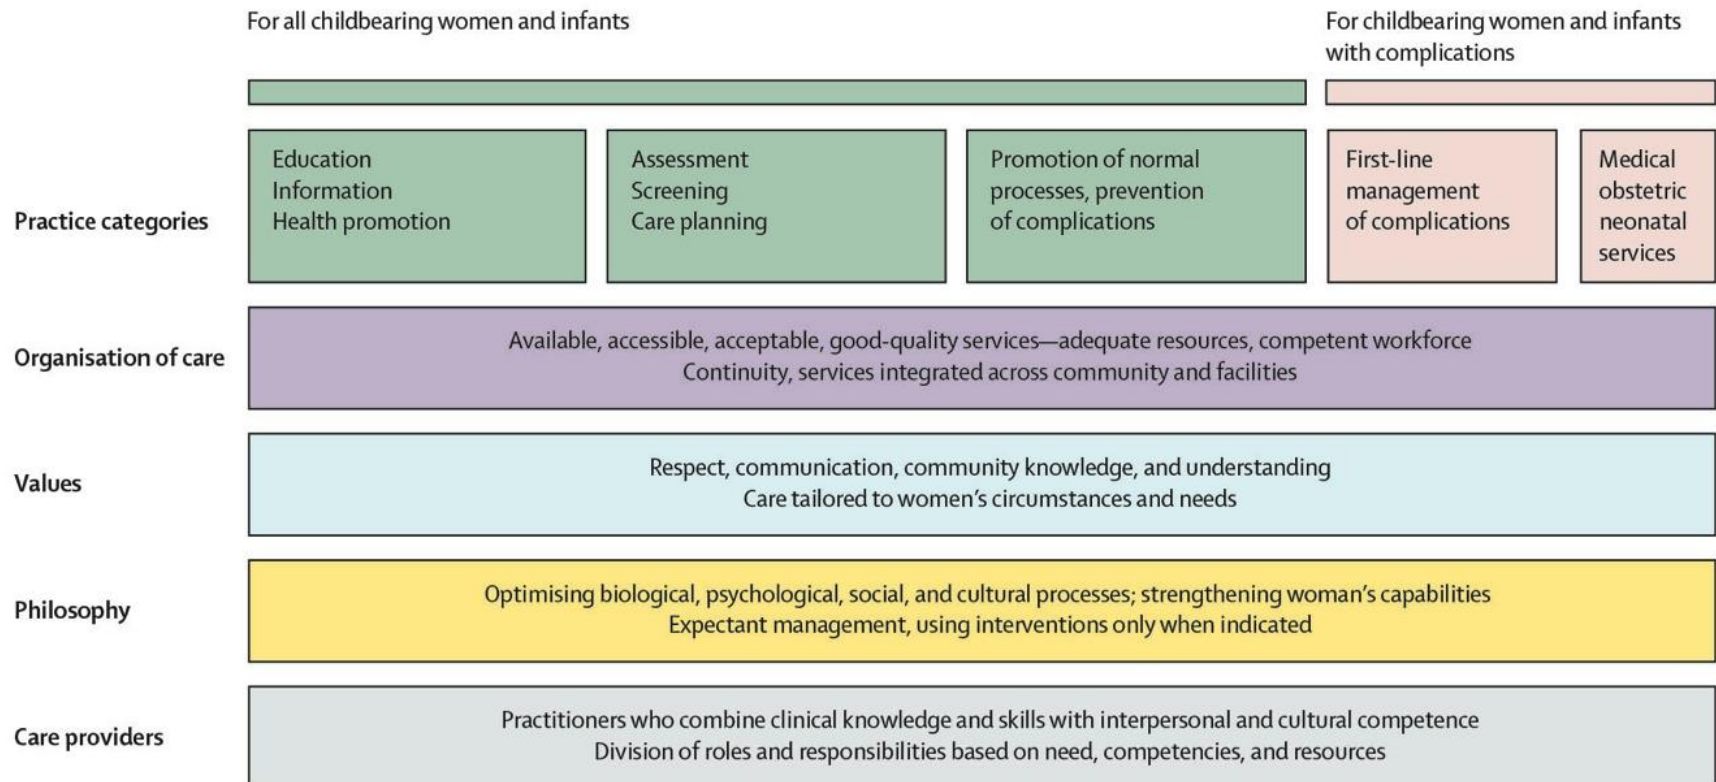 For all childbearing women and infants
For childbearing women and infants
with complications
Practice categories
Education
Information
Health promotion
Assessment
Screening
Care planning
Promotion of normal
processes, prevention
of complications
First-line
management
of complications
Medical
obstetric
neonatal
services
Organisation of care
Available, accessible, acceptable, good-quality services—adequate resources, competent workforce
Continuity, services integrated across community and facilities
Values
Respect, communication, community knowledge, and understanding
Care tailored to women’s circumstances and needs
Philosophy
Optimising biological, psychological, social, and cultural processes; strengthening woman’s capabilities
Expectant management, using interventions only when indicated
Care providers
Practitioners who combine clinical knowledge and skills with interpersonal and cultural competence
Division of roles and responsibilities based on need, competencies, and resources